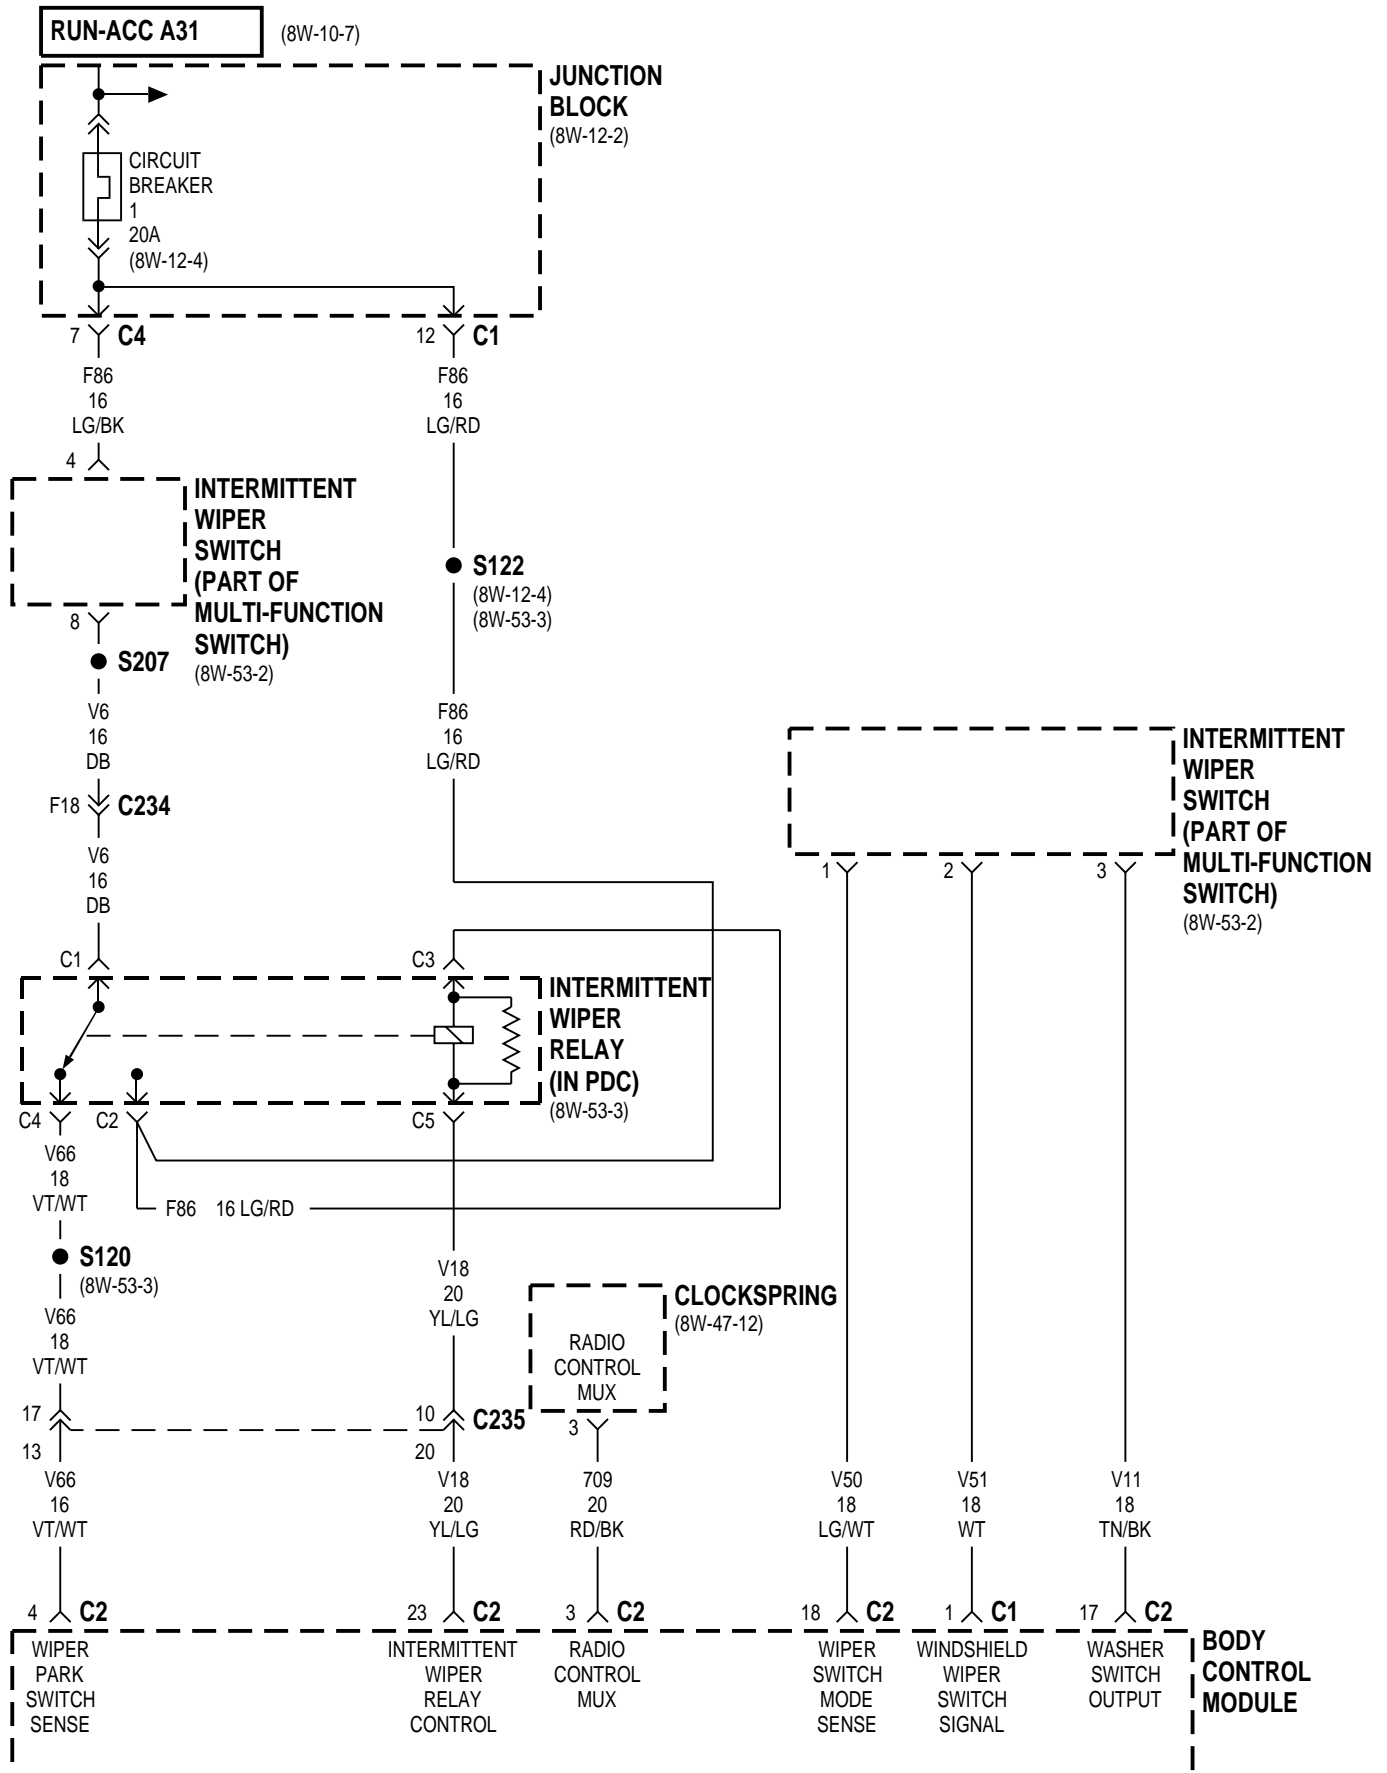 RUN-ACC A31 (8W-10-7)
JUNCTION
BLOCK
(8W-12-2)
CIRCUIT
BREAKER
1
20A
(8W-12-4)
7 C4
12 C1
F86
16
LG/BK
F86
16
LG/RD
4
INTERMITTENT
WIPER
SWITCH
(PART OF
MULTI-FUNCTION
SWITCH)
(8W-53-2)
8
S207
S122
(8W-12-4)
(8W-53-3)
V6
16
DB
F86
16
LG/RD
F18 C234
V6
16
DB
INTERMITTENT
WIPER
SWITCH
(PART OF
MULTI-FUNCTION
SWITCH)
(8W-53-2)
1
2
3
C1
C3
INTERMITTENT
WIPER
RELAY
(IN PDC)
(8W-53-3)
C4
C2
C5
V66
18
VT/WT
F86 16 LG/RD
S120
(8W-53-3)
V66
18
VT/WT
V18
20
YL/LG
CLOCKSPRING
(8W-47-12)
RADIO
CONTROL
MUX
3
17
13
10
20
C235
V66
16
VT/WT
V18
20
YL/LG
709
20
RD/BK
V50
18
LG/WT
V51
18
WT
V11
18
TN/BK
4 C2
23 C2
3 C2
18 C2
1 C1
17 C2
WIPER
PARK
SWITCH
SENSE
INTERMITTENT
WIPER
RELAY
CONTROL
RADIO
CONTROL
MUX
WIPER
SWITCH
MODE
SENSE
WINDSHIELD
WIPER
SWITCH
SIGNAL
WASHER
SWITCH
OUTPUT
BODY
CONTROL
MODULE